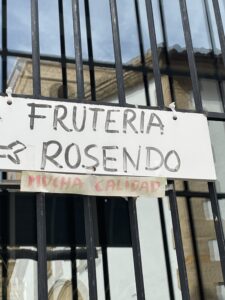 FRUTERIA
ROSENDO
MUCHA CALIDAD